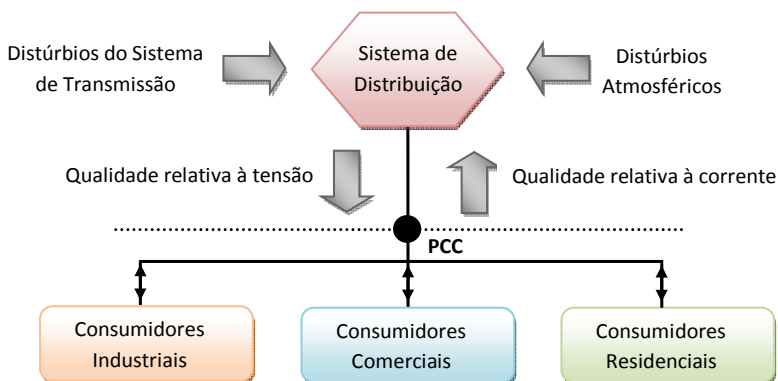 Distúrbios do Sistema
de Transmissão
Sistema de
Distribuição
Distúrbios
Atmosféricos
Qualidade relativa à tensão
Qualidade relativa à corrente
PCC
Consumidores
Industriais
Consumidores
Comerciais
Consumidores
Residenciais